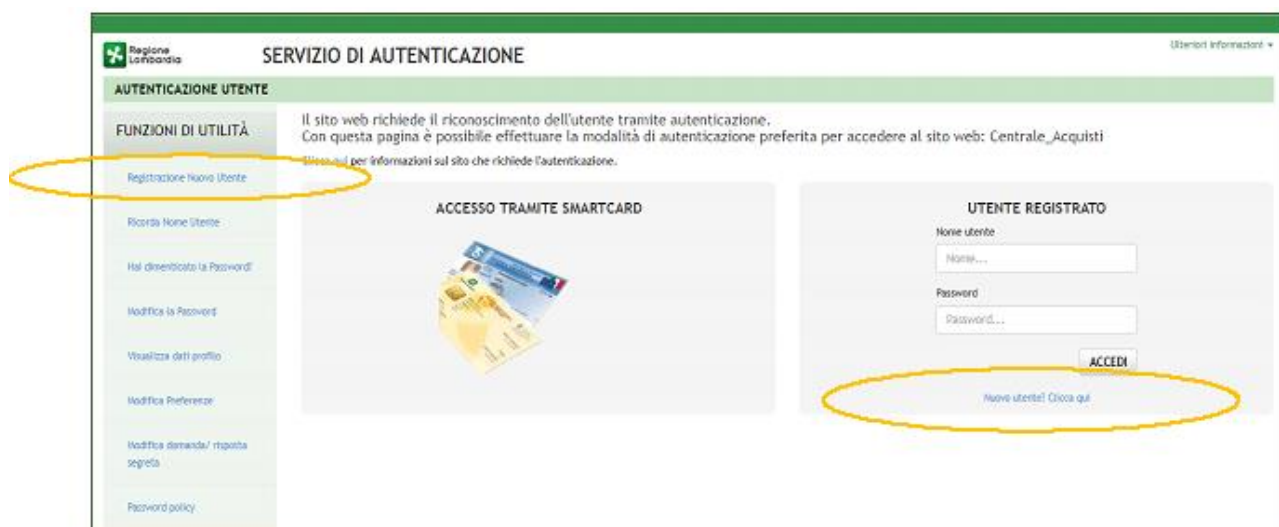 Ulteriori informazioni
Regione
Lombardia
SERVIZIO DI AUTENTICAZIONE
AUTENTICAZIONE UTENTE
FUNZIONI DI UTILITÀ
Registrazione Nuovo Utente
Ricorda Nome Utente
Hai dimenticato la Password?
Modifica la Password
Visualizza dati profilo
Modifica Preferenze
Modifica domanda/ risposta
segreta
Password policy
Il sito web richiede il riconoscimento dell'utente tramite autenticazione.
Con questa pagina è possibile effettuare la modalità di autenticazione preferita per accedere al sito web: Centrale_Acquisti
Clicca qui per informazioni sul sito che richiede l'autenticazione.
ACCESSO TRAMITE SMARTCARD
UTENTE REGISTRATO
Nome utente
Nome...
Password
Password...
ACCEDI
Nuovo utente? Clicca qui